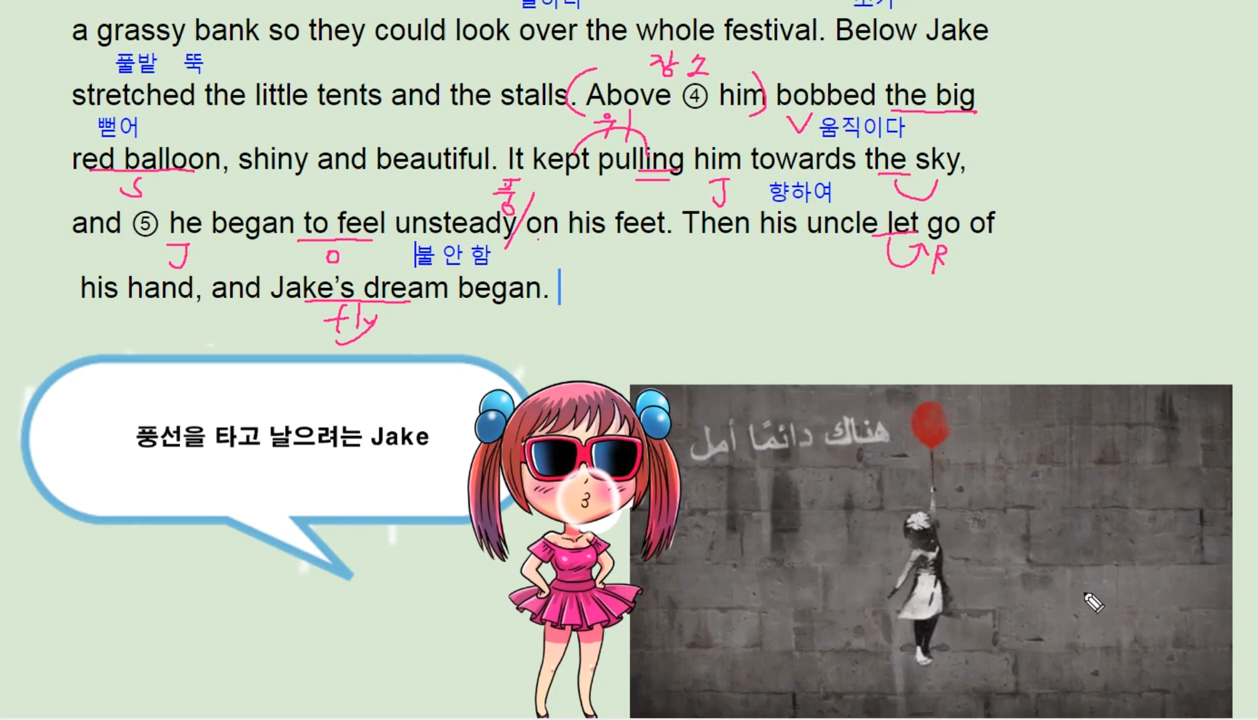 a grassy bank so they could look over the whole festival. Below Jake
풀밭 뚝
장소
stretched the little tents and the stalls. (Above ④ him) bobbed the big
뻗어 위 V 움직이다
red balloon, shiny and beautiful. It kept pulling him towards the sky,
S 풍 J 향하여
and ⑤ he began to feel unsteady/on his feet. Then his uncle let go of
J O 불 안 함 R
his hand, and Jake's dream began.
fly
풍선을 타고 날으려는 Jake
هناك دائمًا أمل